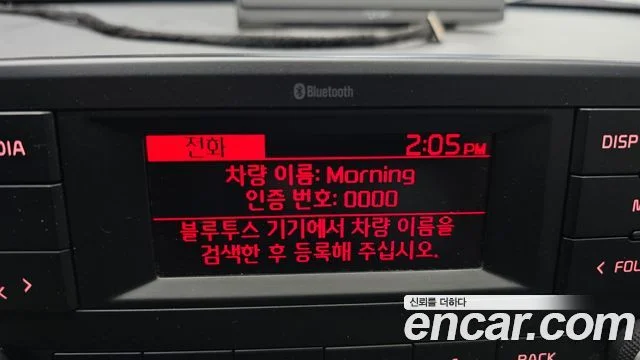 Bluetooth
DIA
DISP
전화 2:05 PM
차량 이름: Morning
인증 번호: 0000
블루투스 기기에서 차량 이름을
검색한 후 등록해 주십시오.
M
< FOL
>
신뢰를 더하다
encar.com
BACK